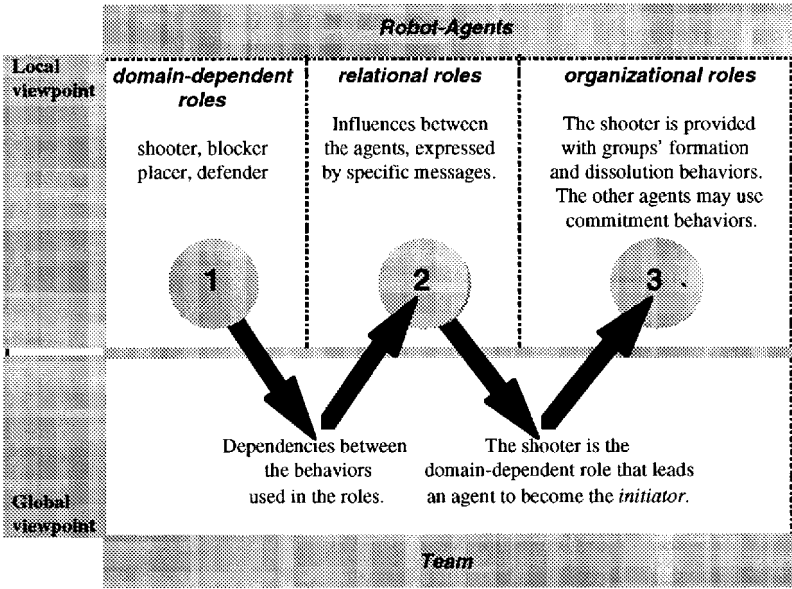 Robot-Agents
Local
viewpoint
domain-dependent
roles
shooter, blocker
placer, defender
relational roles
Influences between
the agents, expressed
by specific messages.
organizational roles
The shooter is provided
with groups' formation
and dissolution behaviors.
The other agents may use
commitment behaviors.
1
2
3
Dependencies between
the behaviors
used in the roles.
The shooter is the
domain-dependent role that leads
an agent to become the initiator.
Global
viewpoint
Team